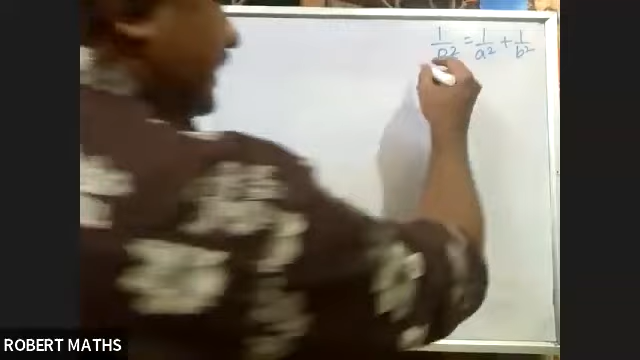 1/p² = 1/a² + 1/b²
ROBERT MATHS